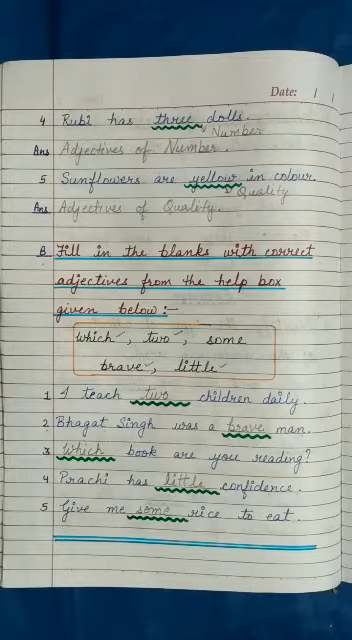 Date: / /
4 Rubi has three dolls.
Number
Ans Adjectives of Number.
5 Sunflowers are yellow in colour.
Quality
Ans Adjectives of Quality.
B Fill in the blanks with correct
adjectives from the help box
given below :-
which, two, some
brave, little
1 I teach two children daily.
2 Bhagat Singh was a brave man.
3 Which book are you reading?
4 Prachi has little confidence.
5 Give me some rice to eat.